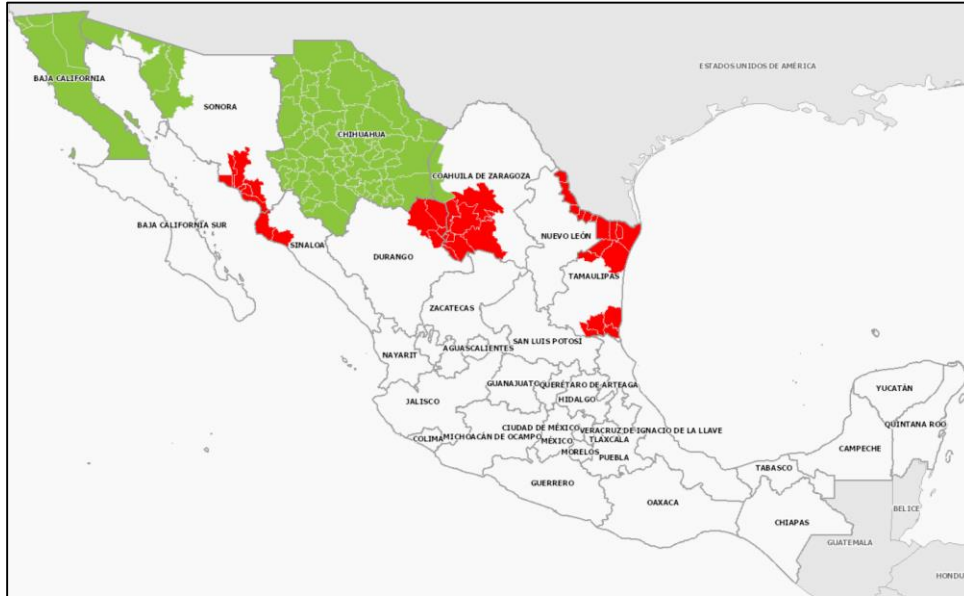 ESTADOS UNIDOS DE AMÉRICA
BAJA CALIFORNIA
SONORA
CHIHUAHUA
COAHUILA DE ZARAGOZA
BAJA CALIFORNIA SUR
SINALOA
NUEVO LEÓN
DURANGO
TAMAULIPAS
ZACATECAS
SAN LUIS POTOSÍ
NAYARIT
AGUASCALIENTES
GUANAJUATO
QUERÉTARO DE ARTEAGA
YUCATÁN
JALISCO
HIDALGO
QUINTANA ROO
CIUDAD DE MÉXICO
VERACRUZ DE IGNACIO DE LA LLAVE
COLIMA
MICHOACÁN DE OCAMPO
MÉXICO
TLAXCALA
CAMPECHE
MORELOS
PUEBLA
TABASCO
GUERRERO
OAXACA
BELICE
CHIAPAS
GUATEMALA
HONDU